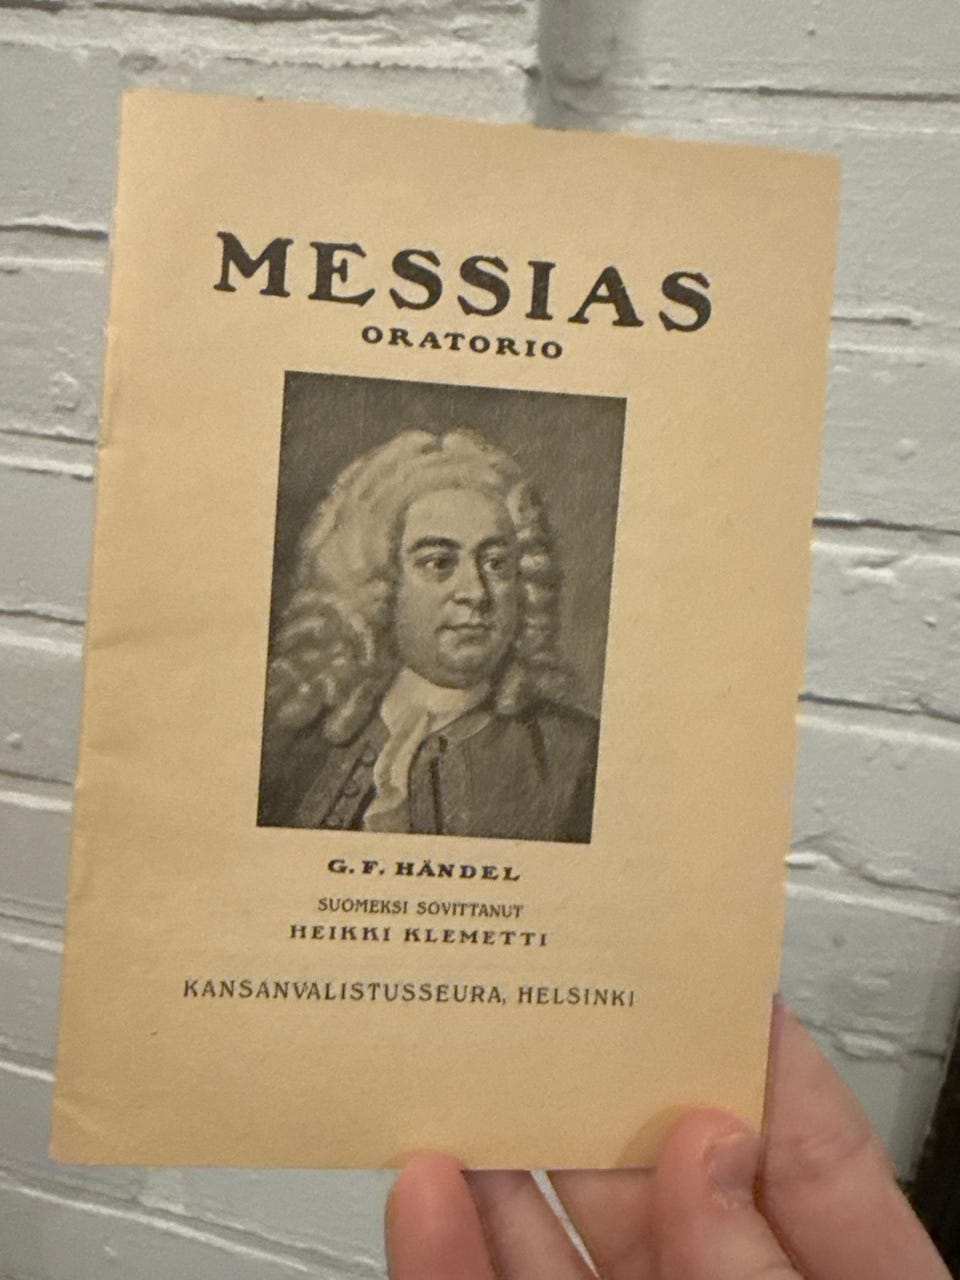 MESSIAS
ORATORIO
G. F. HÄNDEL
SUOMEKSI SOVITTANUT
HEIKKI KLEMETTI
KANSANVALISTUSSEURA, HELSINKI